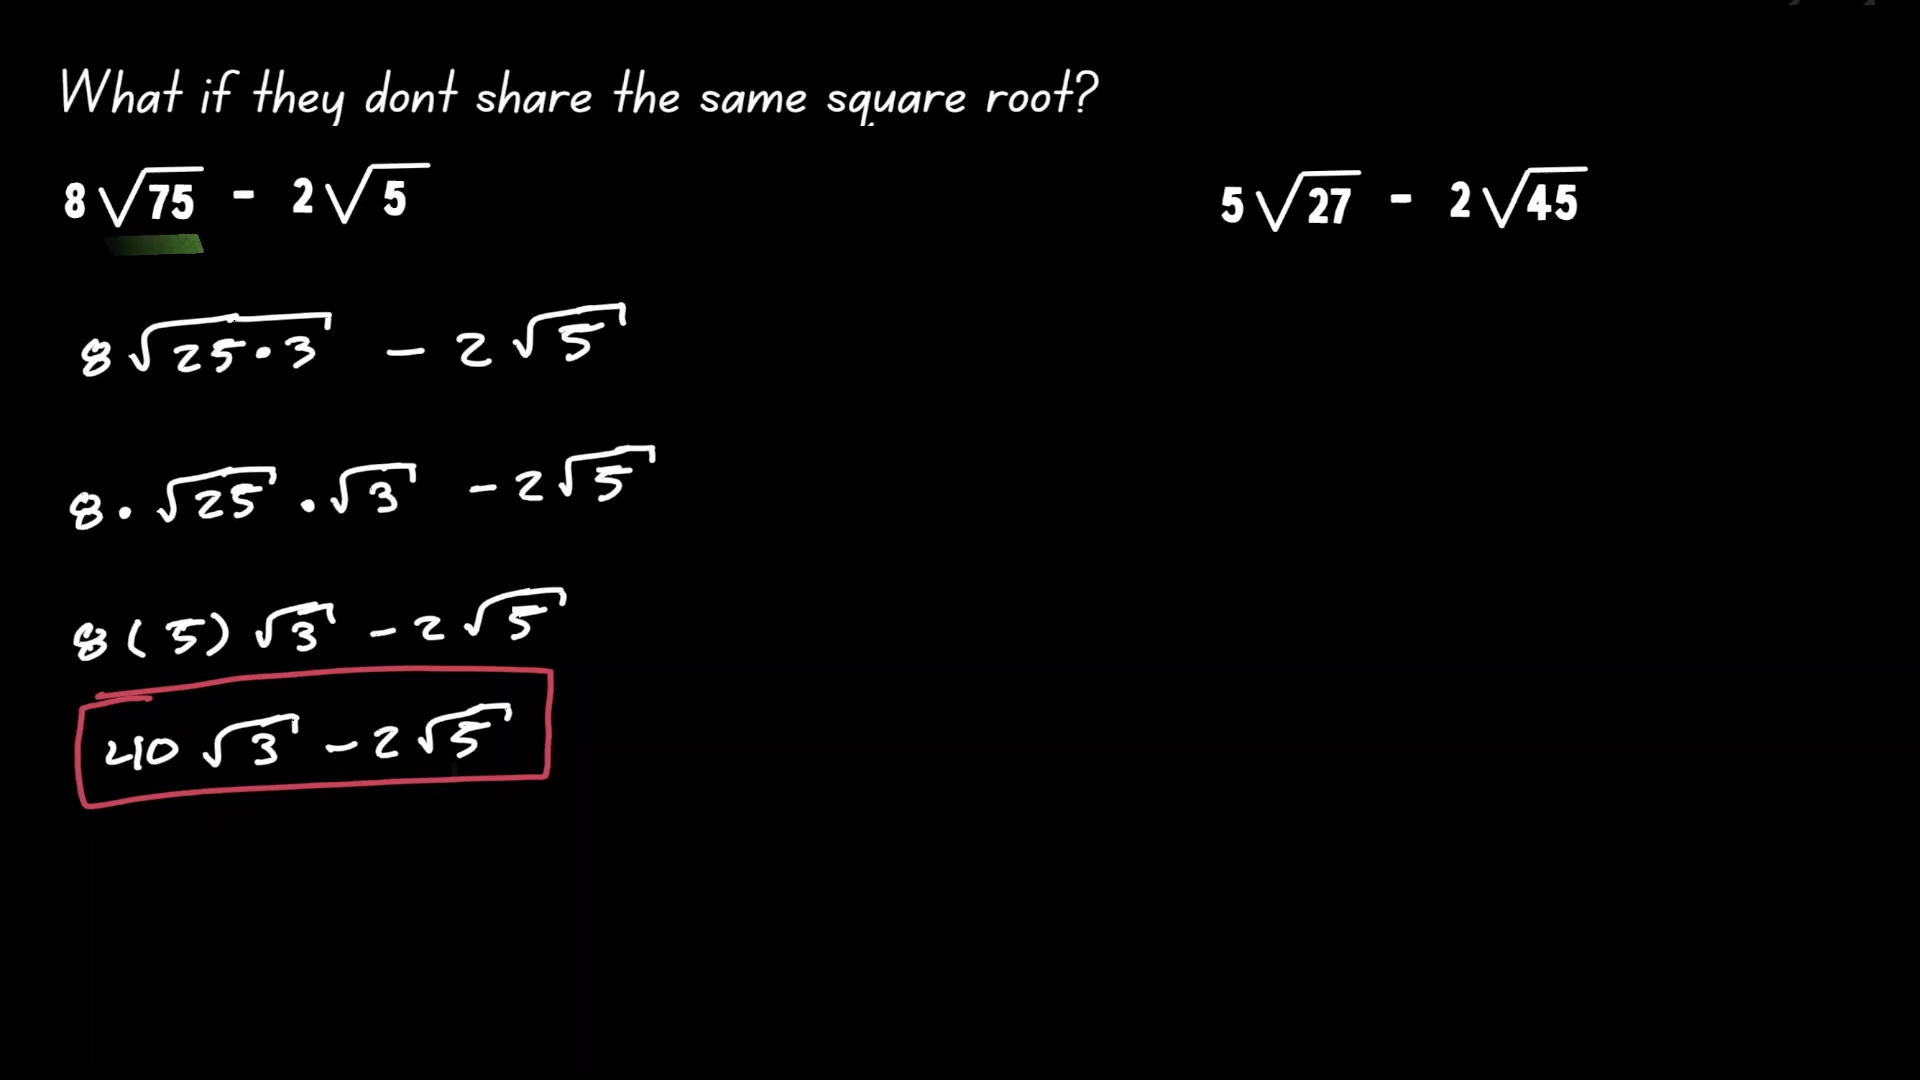 What if they dont share the same square root?
8√75 - 2√5
8√25·3 - 2√5
8·√25·√3 - 2√5
8(5)√3 - 2√5
40√3 - 2√5
5√27 - 2√45